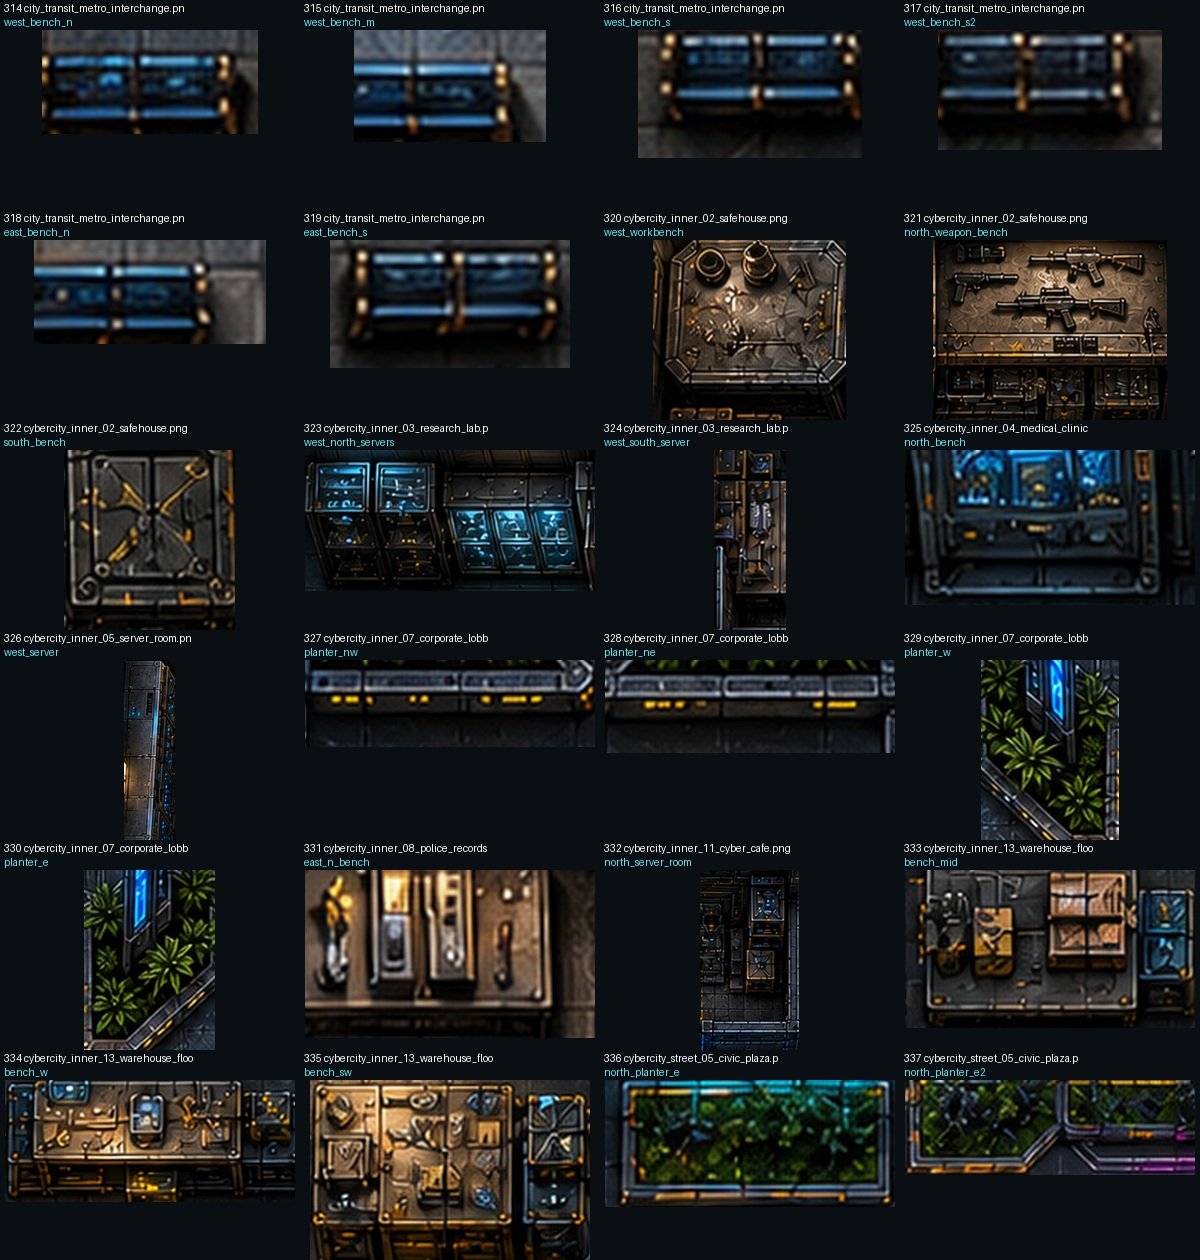 314 city_transit_metro_interchange.pn
west_bench_n
315 city_transit_metro_interchange.pn
west_bench_m
316 city_transit_metro_interchange.pn
west_bench_s
317 city_transit_metro_interchange.pn
west_bench_s2
318 city_transit_metro_interchange.pn
east_bench_n
319 city_transit_metro_interchange.pn
east_bench_s
320 cybercity_inner_02_safehouse.png
west_workbench
321 cybercity_inner_02_safehouse.png
north_weapon_bench
322 cybercity_inner_02_safehouse.png
south_bench
323 cybercity_inner_03_research_lab.p
west_north_servers
324 cybercity_inner_03_research_lab.p
west_south_server
325 cybercity_inner_04_medical_clinic
north_bench
326 cybercity_inner_05_server_room.pn
west_server
327 cybercity_inner_07_corporate_lobb
planter_nw
328 cybercity_inner_07_corporate_lobb
planter_ne
329 cybercity_inner_07_corporate_lobb
planter_w
330 cybercity_inner_07_corporate_lobb
planter_e
331 cybercity_inner_08_police_records
east_n_bench
332 cybercity_inner_11_cyber_cafe.png
north_server_room
333 cybercity_inner_13_warehouse_floo
bench_mid
334 cybercity_inner_13_warehouse_floo
bench_w
335 cybercity_inner_13_warehouse_floo
bench_sw
336 cybercity_street_05_civic_plaza.p
north_planter_e
337 cybercity_street_05_civic_plaza.p
north_planter_e2